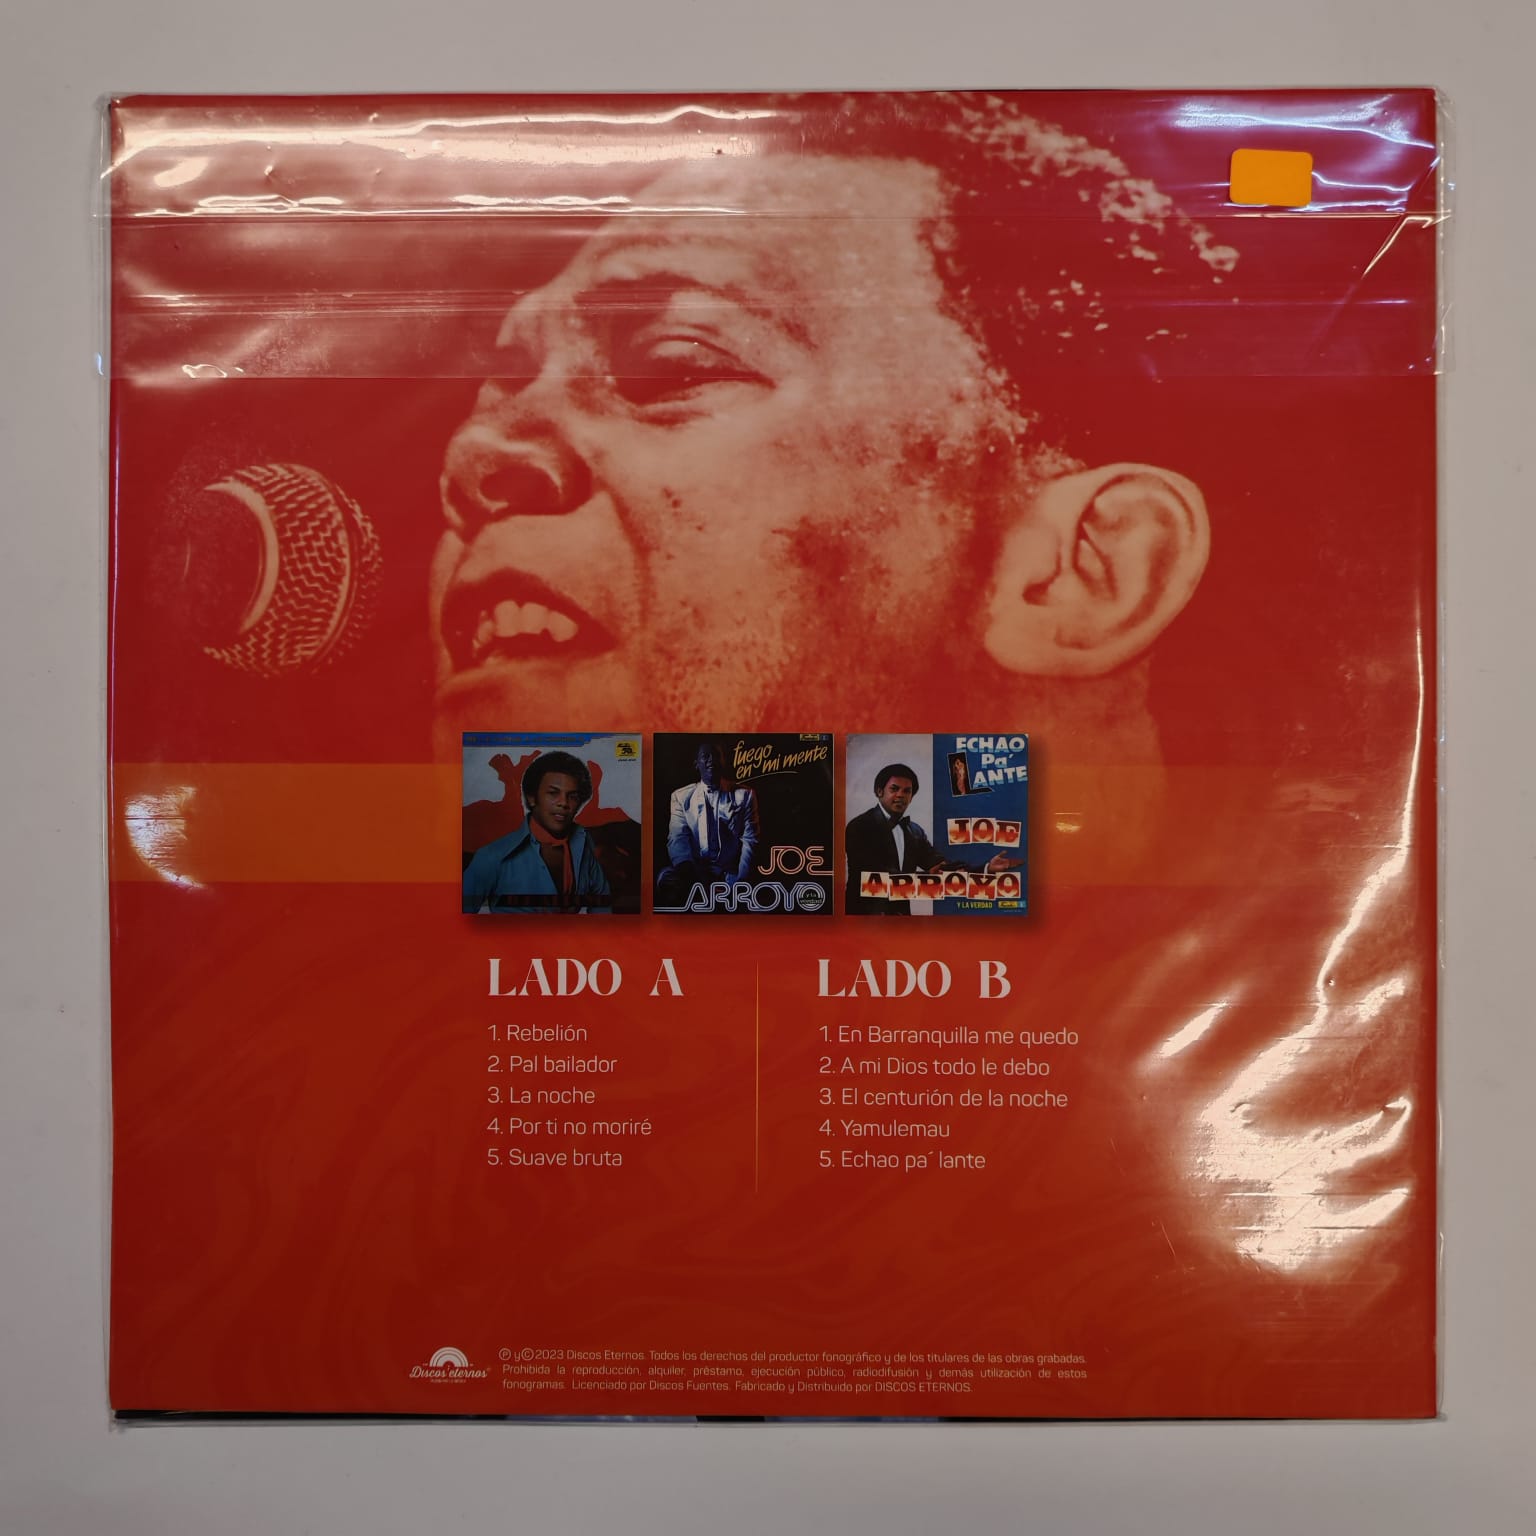 fuego
en mi mente
JOE
ARROYO
y la
verdad
ECHAO
Pa´
LANTE
JOE
ARROYO
Y LA VERDAD
LADO A
1. Rebelión
2. Pal bailador
3. La noche
4. Por ti no moriré
5. Suave bruta
LADO B
1. En Barranquilla me quedo
2. A mi Dios todo le debo
3. El centurión de la noche
4. Yamulemau
5. Echao pa´ lante
Discos eternos
Ⓟ y© 2023 Discos Eternos. Todos los derechos del productor fonográfico y de los titulares de las obras grabadas.
Prohibida la reproducción, alquiler, préstamo, ejecución público, radiodifusión y demás utilización de estos
fonogramas. Licenciado por Discos Fuentes. Fabricado y Distribuido por DISCOS ETERNOS.